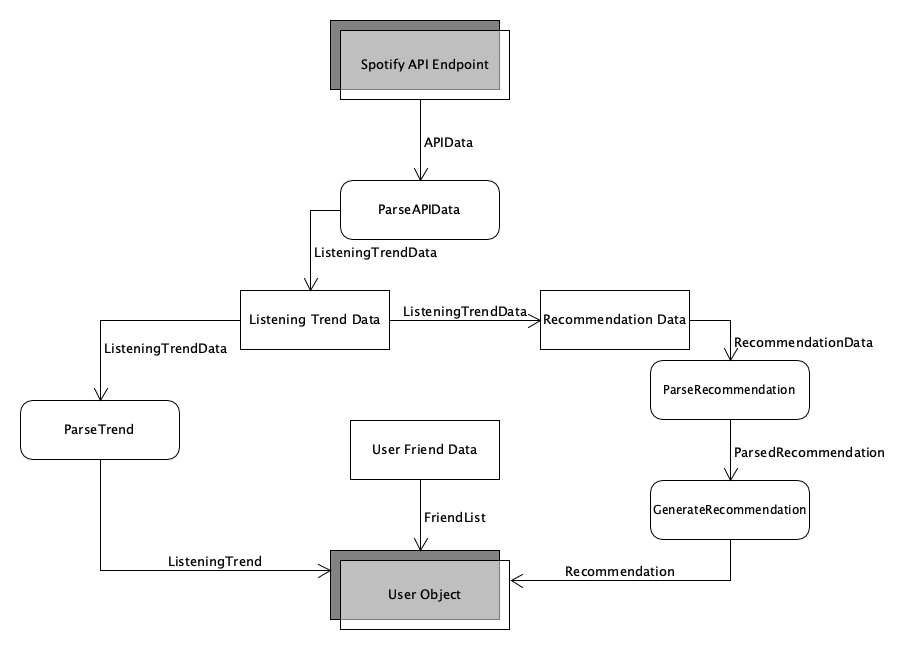 Spotify API Endpoint
APIData
ParseAPIData
ListeningTrendData
Listening Trend Data
ListeningTrendData
Recommendation Data
ListeningTrendData
RecommendationData
ParseRecommendation
ParseTrend
User Friend Data
ParsedRecommendation
GenerateRecommendation
FriendList
ListeningTrend
Recommendation
User Object